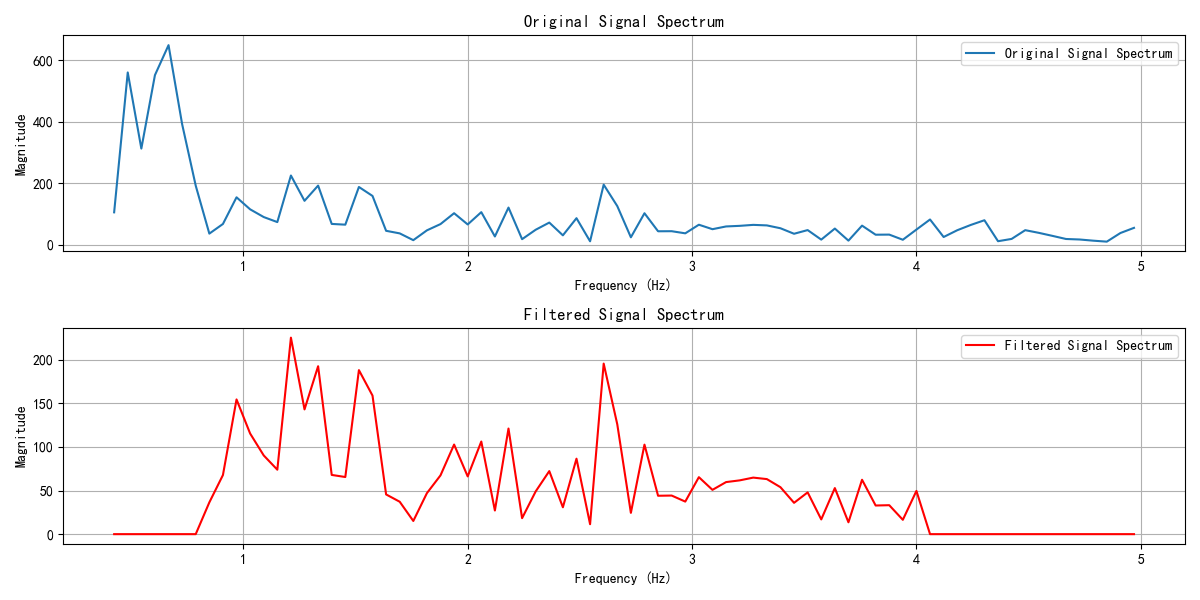 Original Signal Spectrum
Original Signal Spectrum
Magnitude
600
400
200
0
1 2 3 4 5
Frequency (Hz)
Filtered Signal Spectrum
Filtered Signal Spectrum
Magnitude
200
150
100
50
0
1 2 3 4 5
Frequency (Hz)